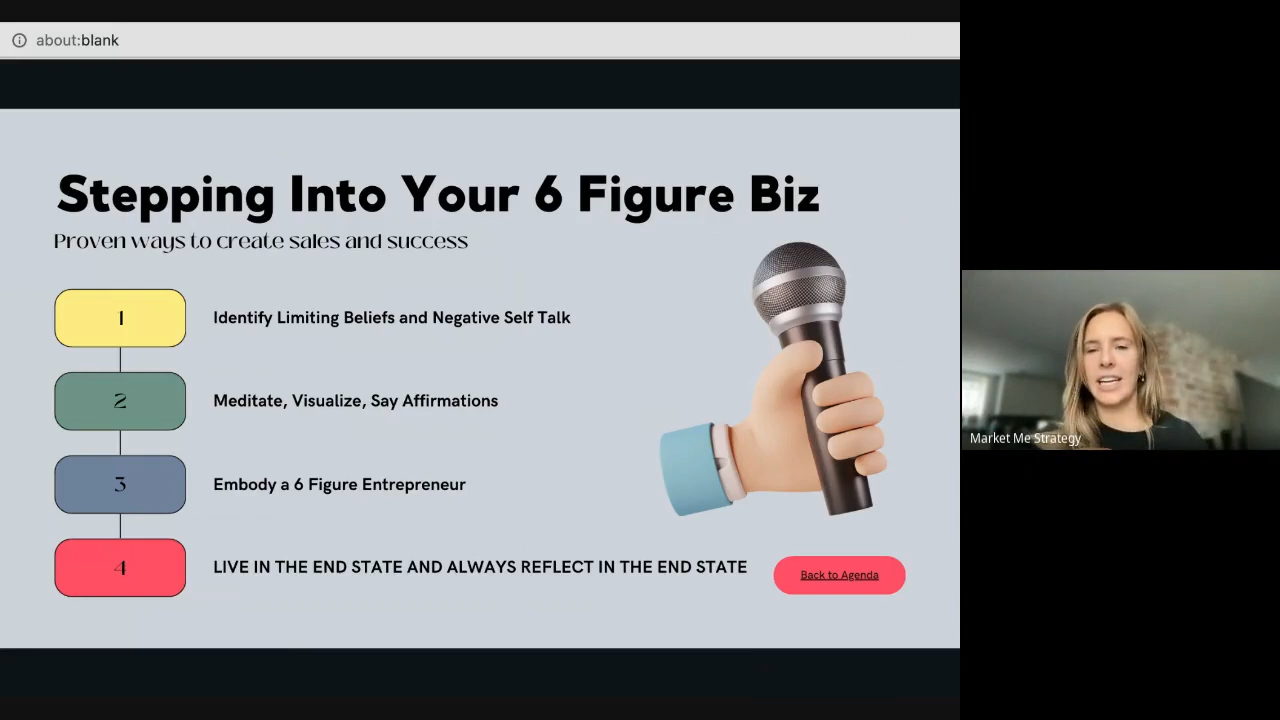 about:blank
Stepping Into Your 6 Figure Biz
Proven ways to create sales and success
1
Identify Limiting Beliefs and Negative Self Talk
2
Meditate, Visualize, Say Affirmations
3
Embody a 6 Figure Entrepreneur
4
LIVE IN THE END STATE AND ALWAYS REFLECT IN THE END STATE
Back to Agenda
Market Me Strategy